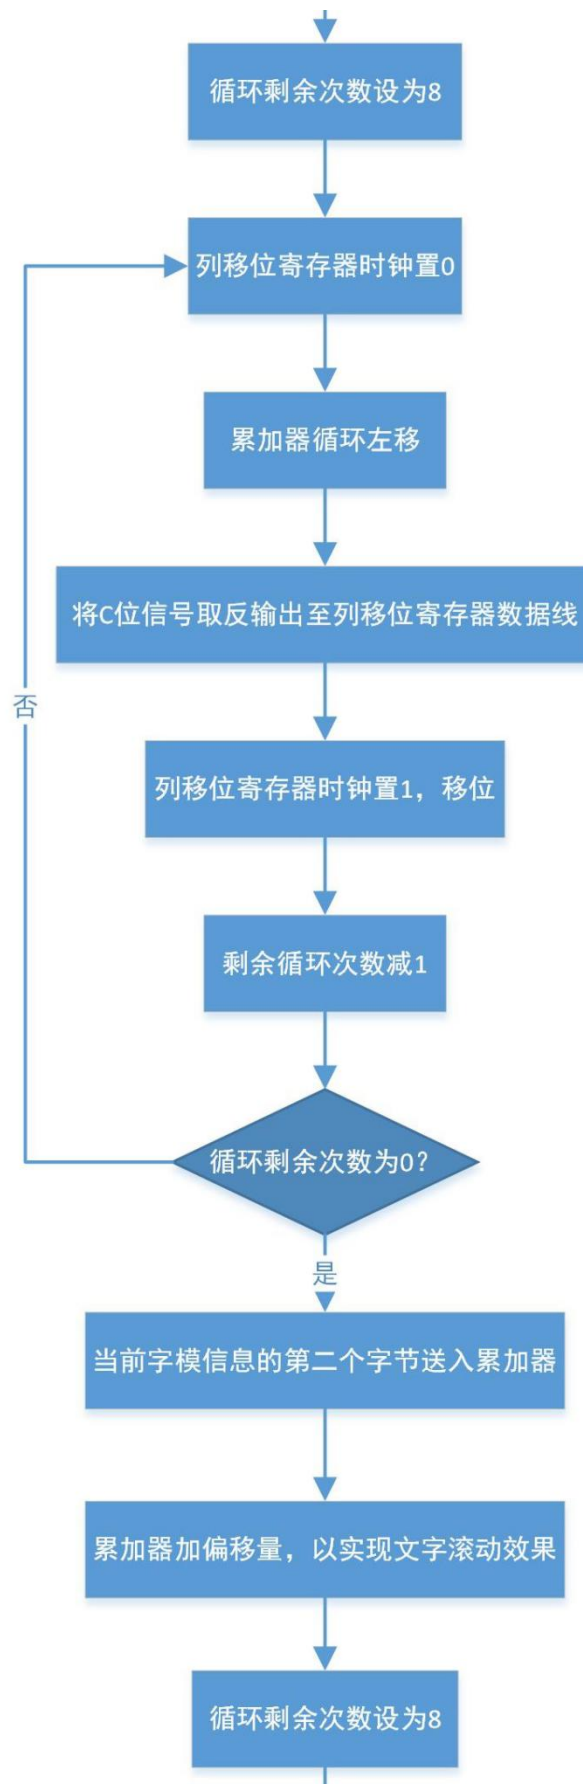 循环剩余次数设为8
列移位寄存器时钟置0
累加器循环左移
将C位信号取反输出至列移位寄存器数据线
否
列移位寄存器时钟置1，移位
剩余循环次数减1
循环剩余次数为0？
是
当前字模信息的第二个字节送入累加器
累加器加偏移量，以实现文字滚动效果
循环剩余次数设为8